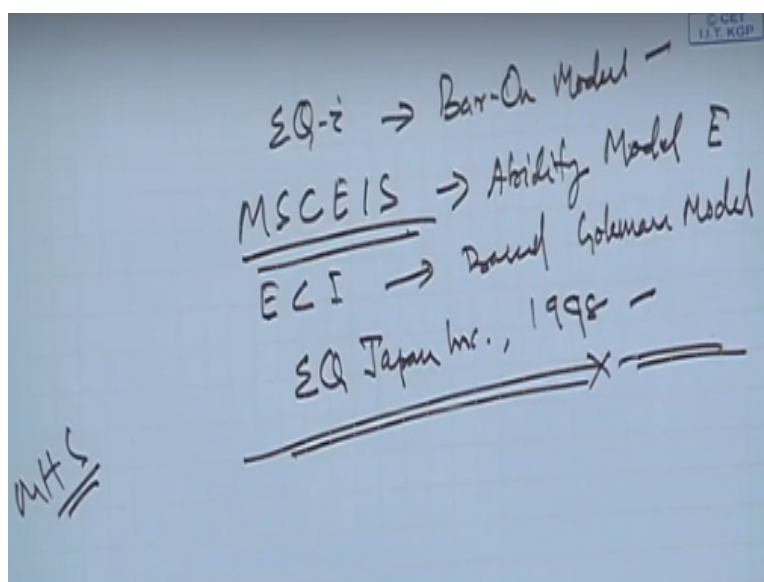 © CET
I.I.T. KGP
EQ-i → Bar-On Model -
MSCEIS → Ability Model E
ECI → Based Goleman Model
EQ Japan Inc., 1998 -
MHS